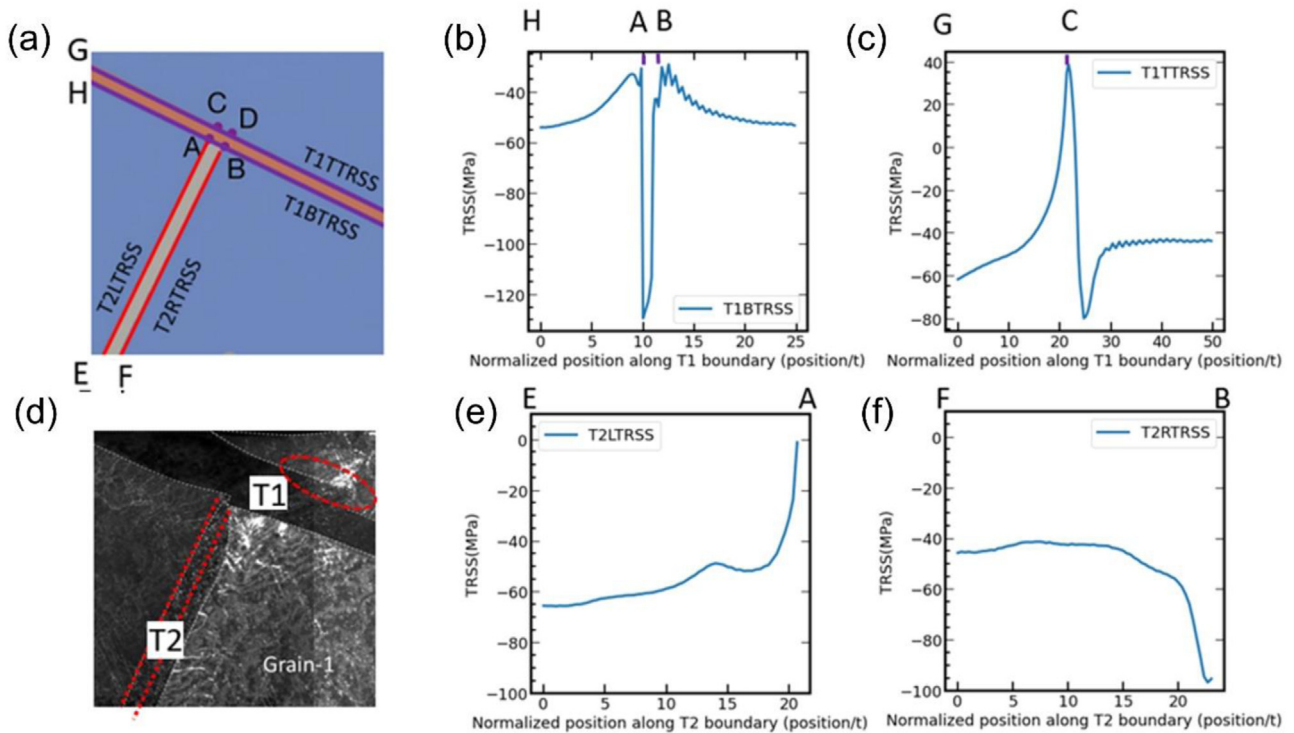 (a)
G
H
C
D
A
B
T1TTRSS
T1BTRSS
T2LTRSS
T2RTRSS
E
F
(b)
H
A
B
TRSS(MPa)
−40
−60
−80
−100
−120
T1BTRSS
0
5
10
15
20
25
Normalized position along T1 boundary (position/t)
(c)
G
C
TRSS(MPa)
40
20
0
−20
−40
−60
−80
T1TTRSS
0
10
20
30
40
50
Normalized position along T1 boundary (position/t)
(d)
T1
T2
Grain-1
(e)
E
A
TRSS(MPa)
0
−20
−40
−60
−80
−100
T2LTRSS
0
5
10
15
20
Normalized position along T2 boundary (position/t)
(f)
F
B
TRSS(MPa)
0
−20
−40
−60
−80
−100
T2RTRSS
0
5
10
15
20
Normalized position along T2 boundary (position/t)